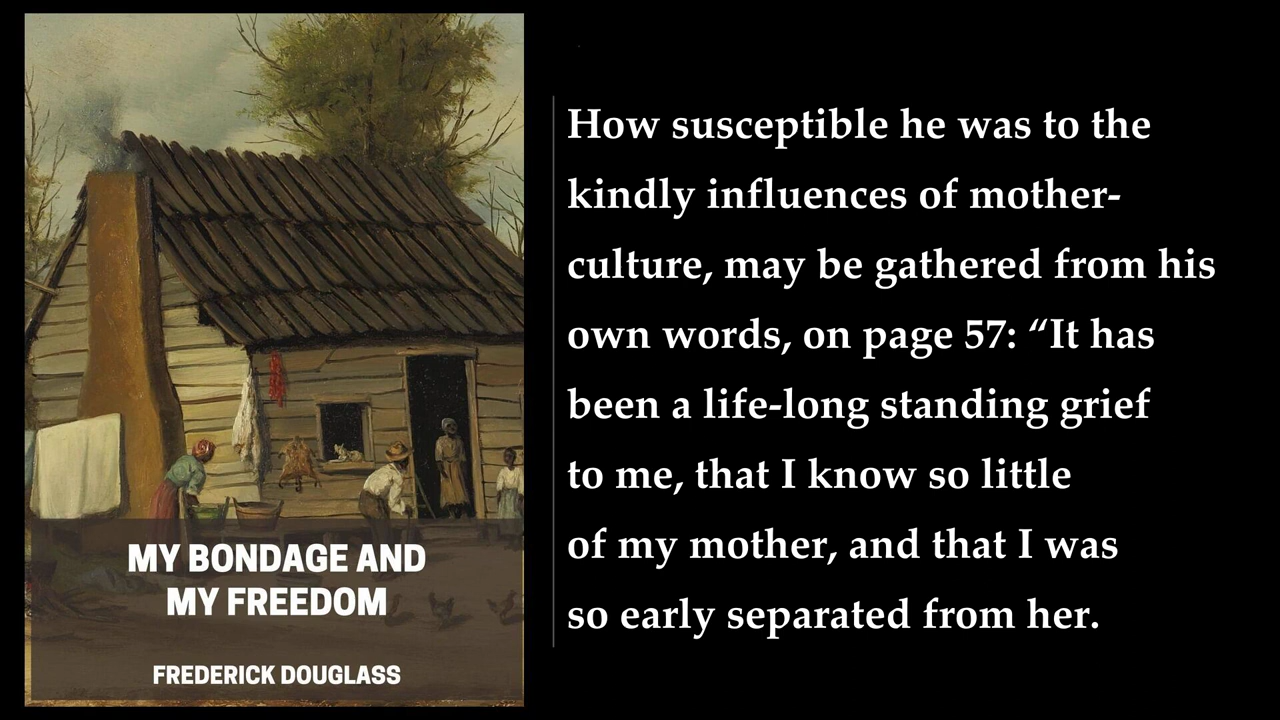 MY BONDAGE AND
MY FREEDOM
FREDERICK DOUGLASS
How susceptible he was to the
kindly influences of mother-
culture, may be gathered from his
own words, on page 57: “It has
been a life-long standing grief
to me, that I know so little
of my mother, and that I was
so early separated from her.